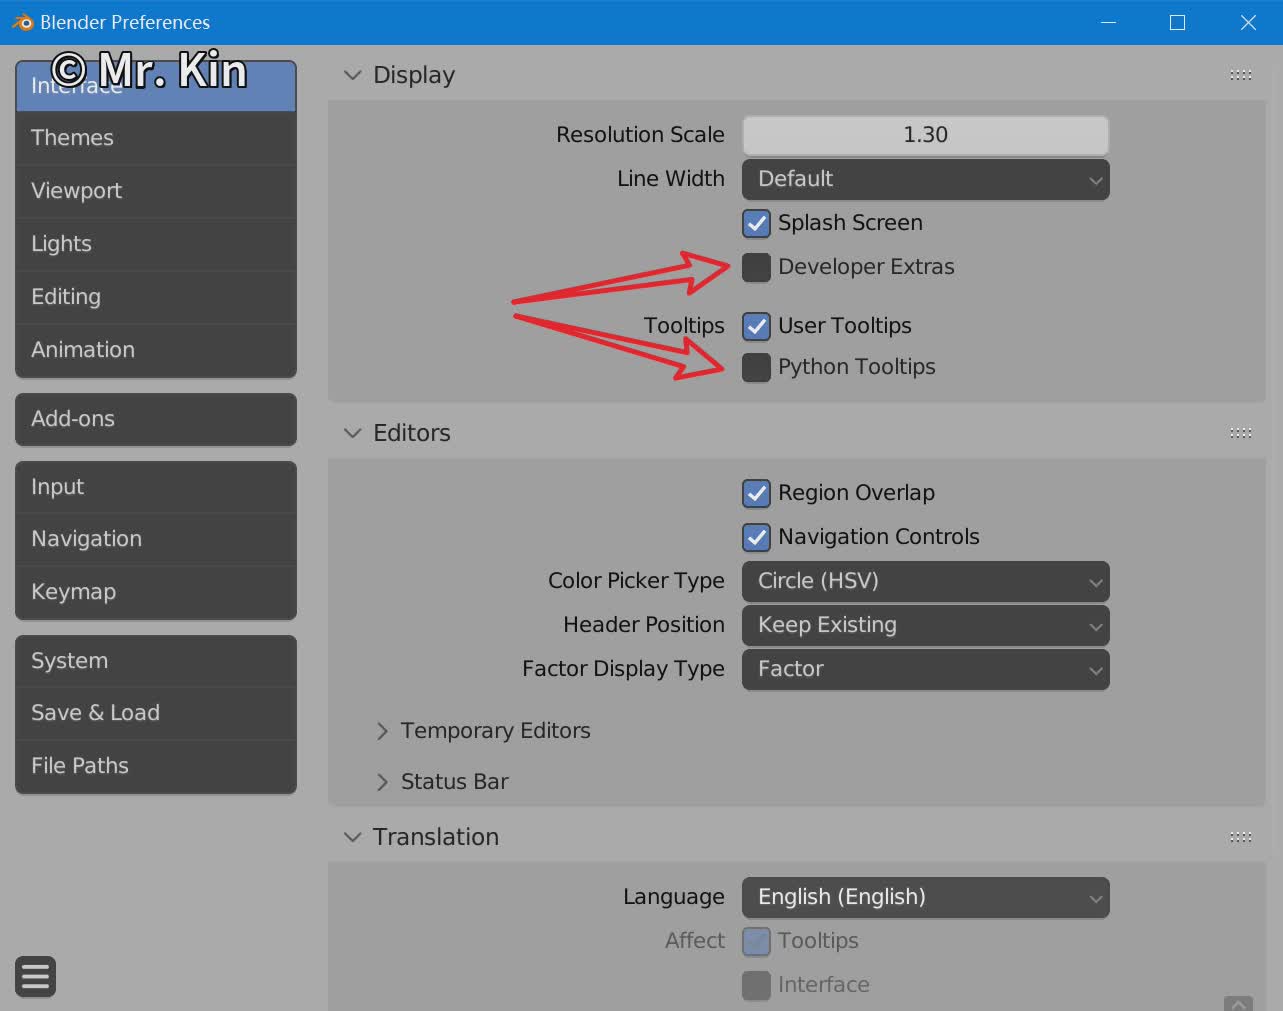 Blender Preferences
© Mr. Kin
Interface
Themes
Viewport
Lights
Editing
Animation
Add-ons
Input
Navigation
Keymap
System
Save & Load
File Paths
Display
Resolution Scale 1.30
Line Width Default
Splash Screen
Developer Extras
Tooltips User Tooltips
Python Tooltips
Editors
Region Overlap
Navigation Controls
Color Picker Type Circle (HSV)
Header Position Keep Existing
Factor Display Type Factor
Temporary Editors
Status Bar
Translation
Language English (English)
Affect Tooltips
Interface